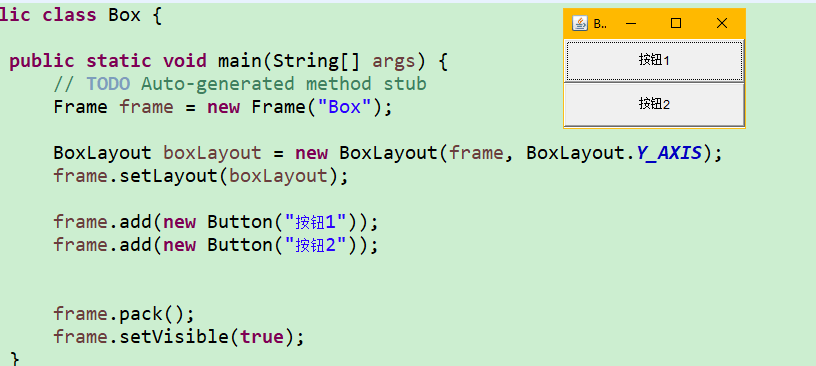 lic class Box {
public static void main(String[] args) {
// TODO Auto-generated method stub
Frame frame = new Frame("Box");
BoxLayout boxLayout = new BoxLayout(frame, BoxLayout.Y_AXIS);
frame.setLayout(boxLayout);
frame.add(new Button("按钮1"));
frame.add(new Button("按钮2"));
frame.pack();
frame.setVisible(true);
}
B..
按钮1
按钮2